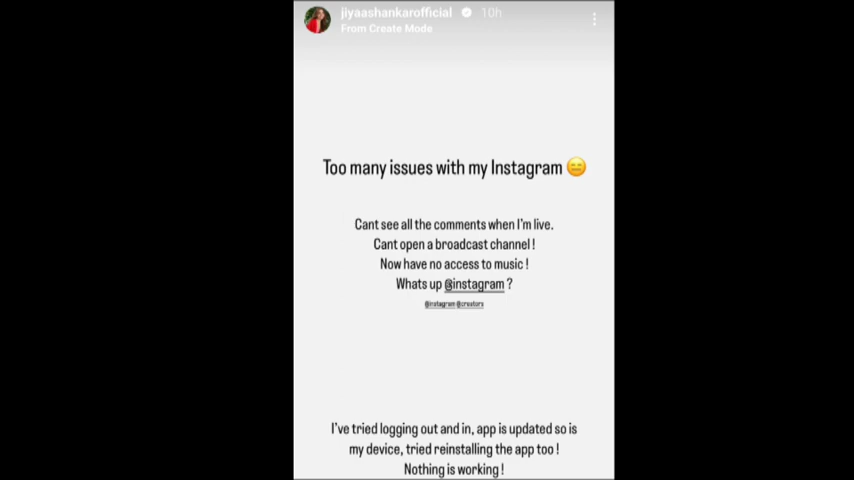 jiyaashankarofficial 10h
From Create Mode
Too many issues with my Instagram 😑
Cant see all the comments when I'm live.
Cant open a broadcast channel !
Now have no access to music !
Whats up @instagram ?
@instagram @creators
I've tried logging out and in, app is updated so is
my device, tried reinstalling the app too !
Nothing is working !